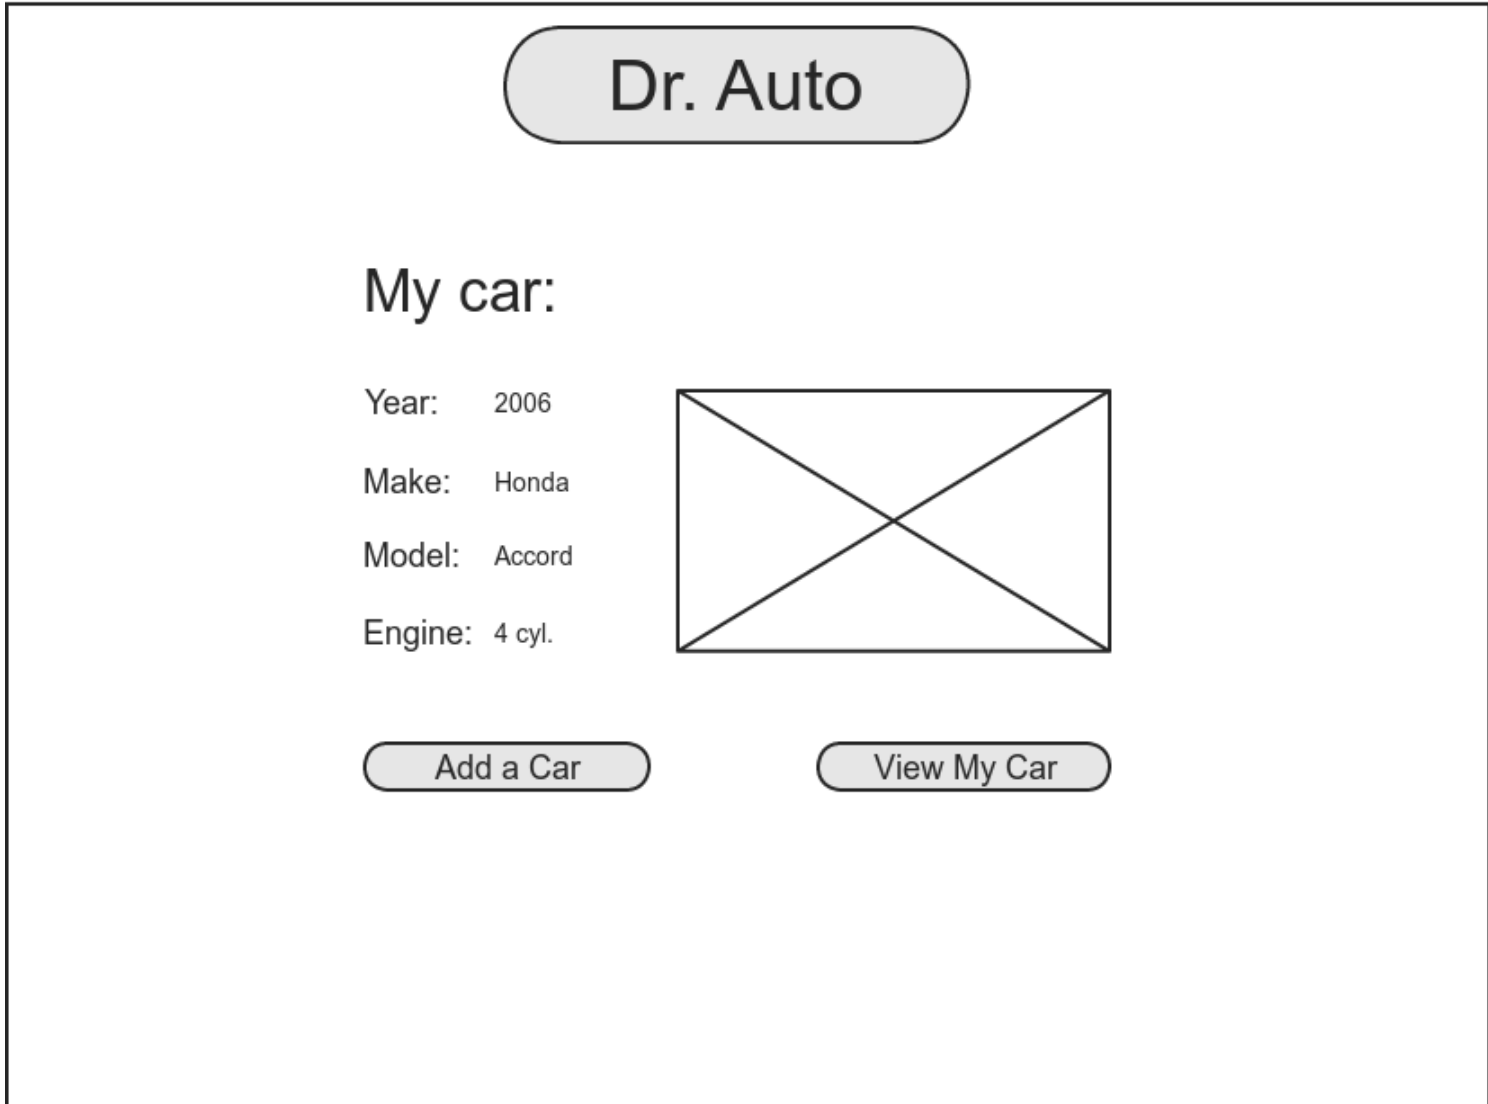 Dr. Auto
My car:
Year: 2006
Make: Honda
Model: Accord
Engine: 4 cyl.
Add a Car
View My Car